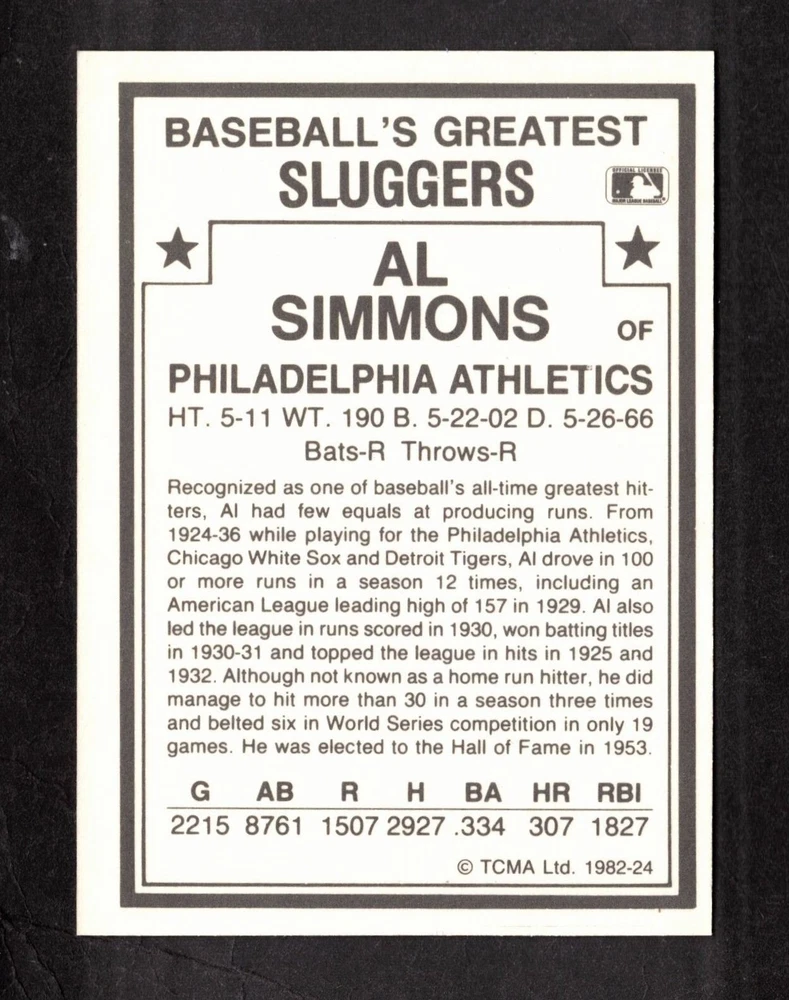 BASEBALL'S GREATEST
SLUGGERS
OFFICIAL LICENSEE
MAJOR LEAGUE BASEBALL
AL
SIMMONS OF
PHILADELPHIA ATHLETICS
HT. 5-11 WT. 190 B. 5-22-02 D. 5-26-66
Bats-R Throws-R
Recognized as one of baseball's all-time greatest hit-
ters, Al had few equals at producing runs. From
1924-36 while playing for the Philadelphia Athletics,
Chicago White Sox and Detroit Tigers, Al drove in 100
or more runs in a season 12 times, including an
American League leading high of 157 in 1929. Al also
led the league in runs scored in 1930, won batting titles
in 1930-31 and topped the league in hits in 1925 and
1932. Although not known as a home run hitter, he did
manage to hit more than 30 in a season three times
and belted six in World Series competition in only 19
games. He was elected to the Hall of Fame in 1953.
G AB R H BA HR RBI
2215 8761 1507 2927 .334 307 1827
© TCMA Ltd. 1982-24